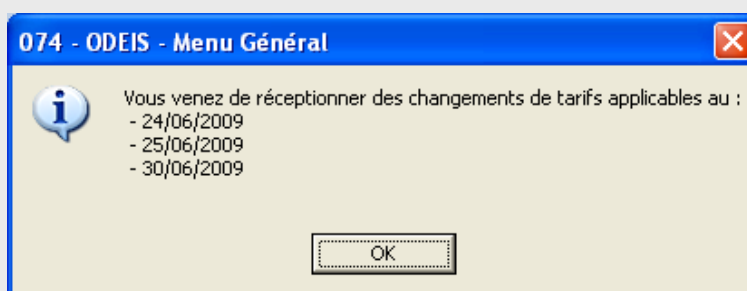 074 - ODEIS - Menu Général
Vous venez de réceptionner des changements de tarifs applicables au :
- 24/06/2009
- 25/06/2009
- 30/06/2009
OK